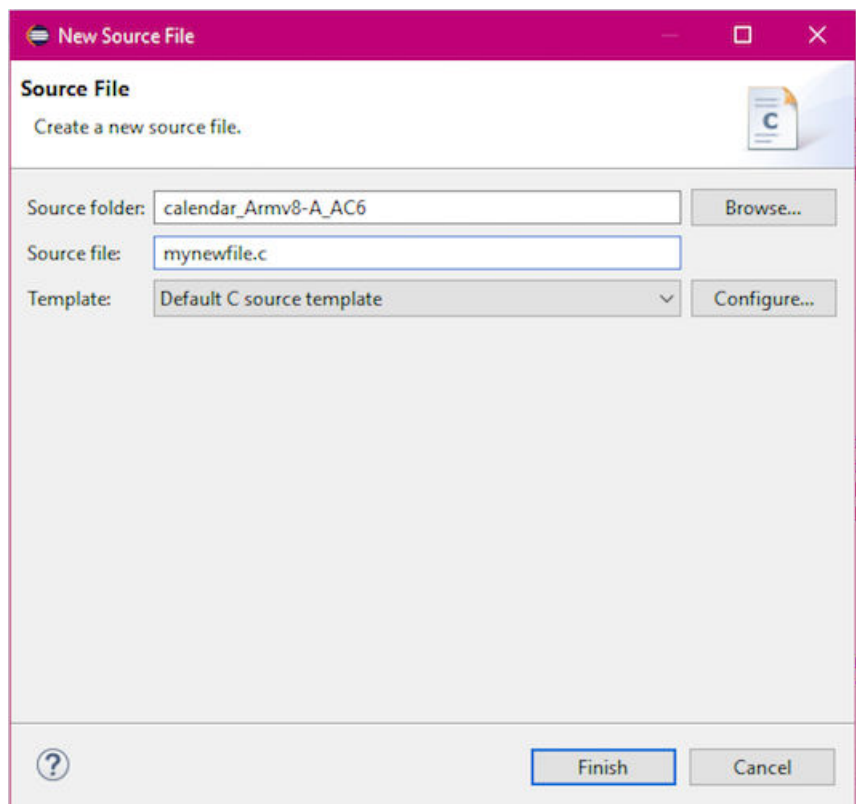 New Source File
Source File
Create a new source file.
C
Source folder: calendar_Armv8-A_AC6 Browse...
Source file: mynewfile.c
Template: Default C source template Configure...
? Finish Cancel